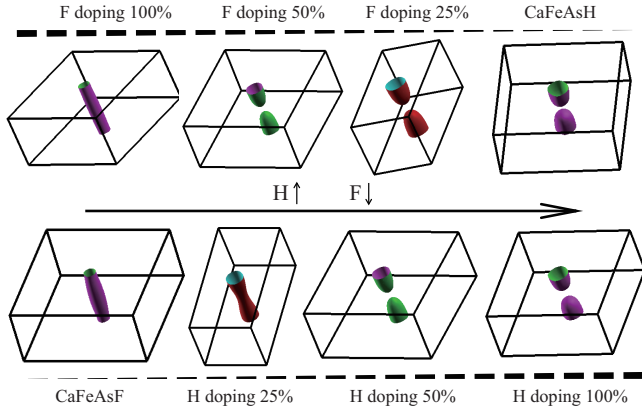 F doping 100% F doping 50% F doping 25% CaFeAsH
H↑ F↓
CaFeAsF H doping 25% H doping 50% H doping 100%